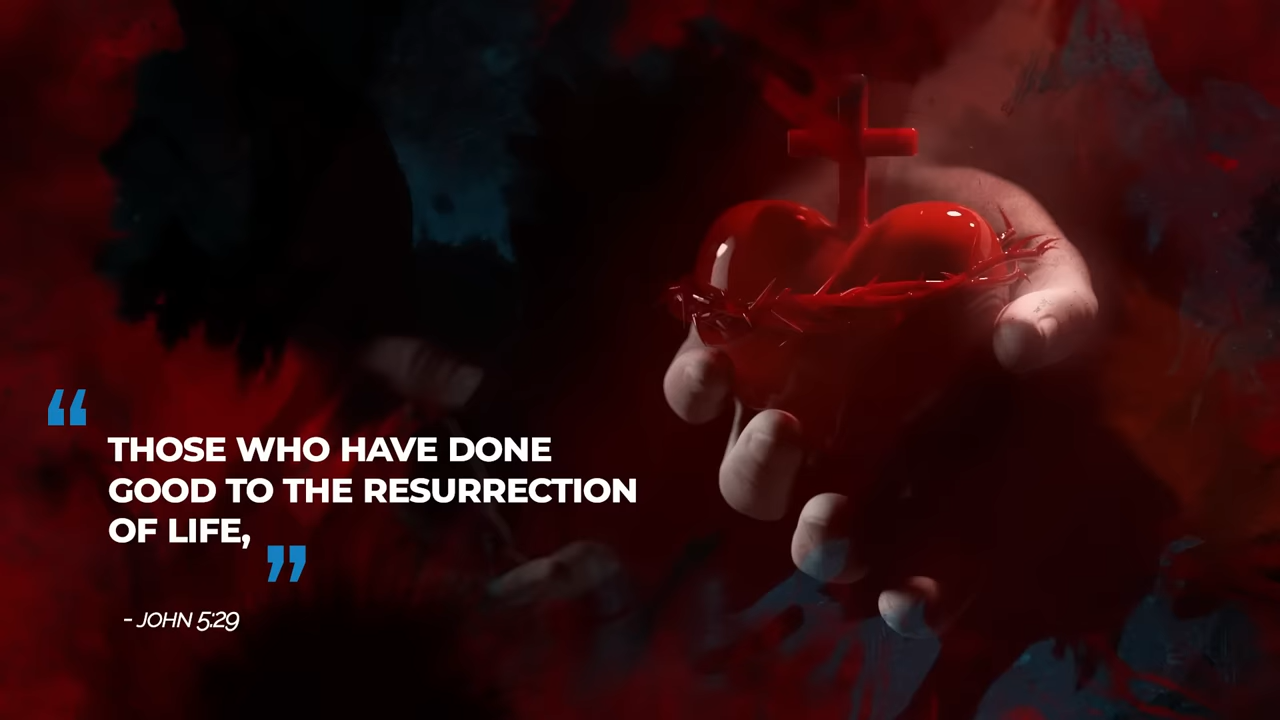 “
THOSE WHO HAVE DONE
GOOD TO THE RESURRECTION
OF LIFE,
”
- JOHN 5:29